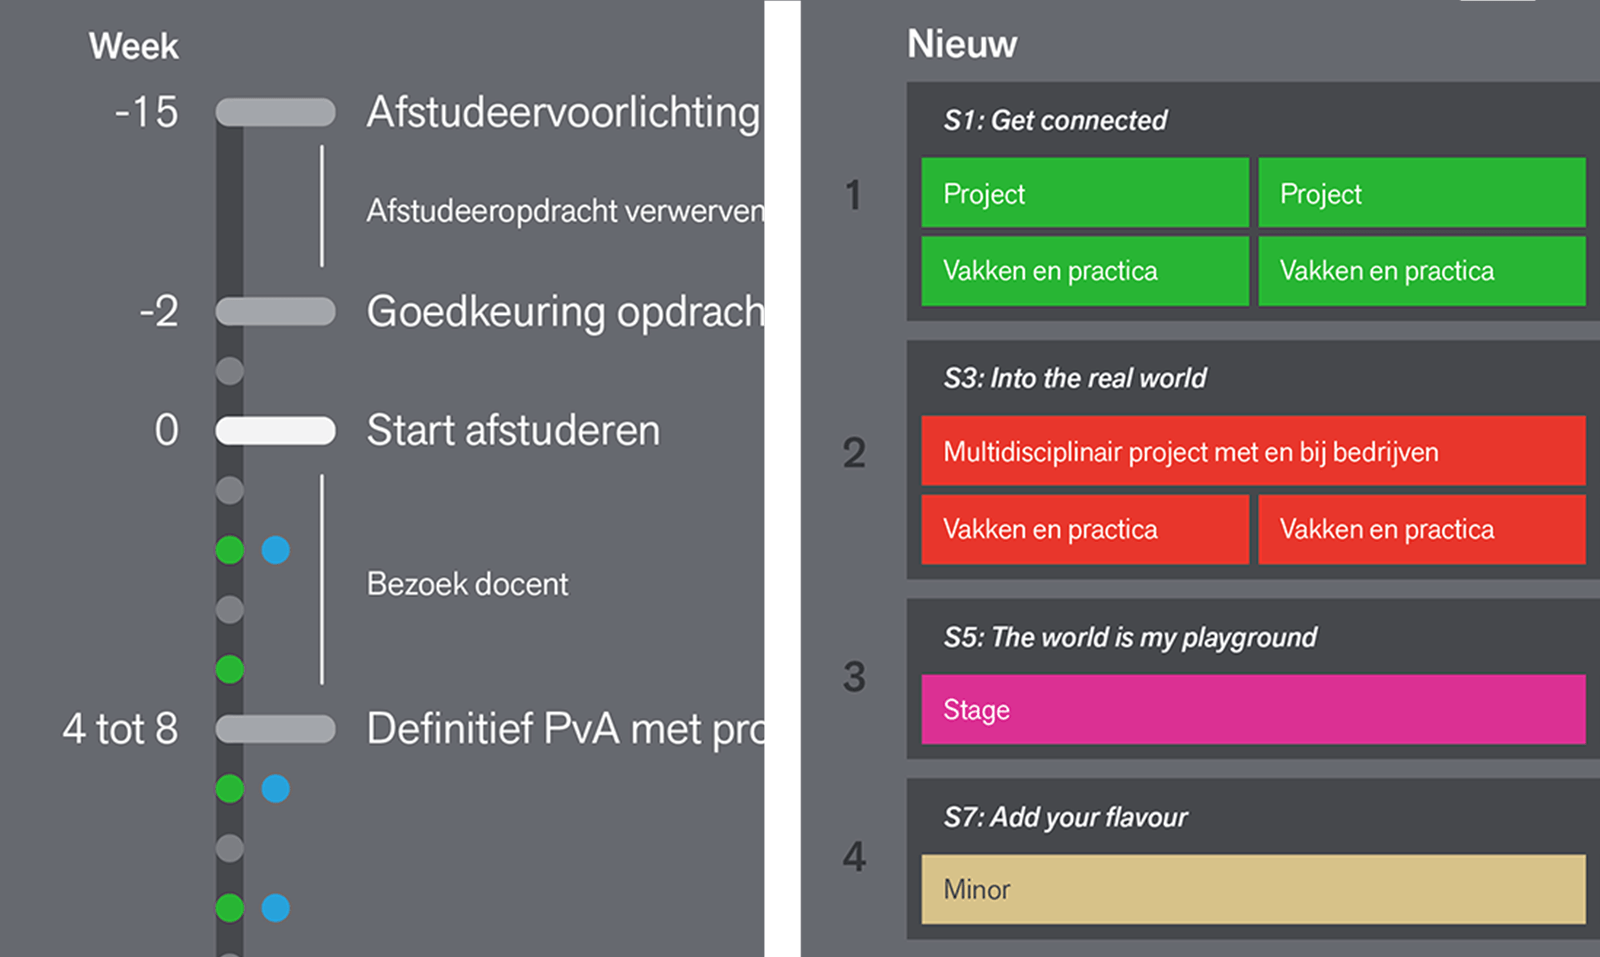 Week
-15 Afstudeervoorlichting
Afstudeeropdracht verwerven
-2 Goedkeuring opdrach
0 Start afstuderen
Bezoek docent
4 tot 8 Definitief PvA met pro
Nieuw
1
S1: Get connected
Project Project
Vakken en practica Vakken en practica
2
S3: Into the real world
Multidisciplinair project met en bij bedrijven
Vakken en practica Vakken en practica
3
S5: The world is my playground
Stage
4
S7: Add your flavour
Minor